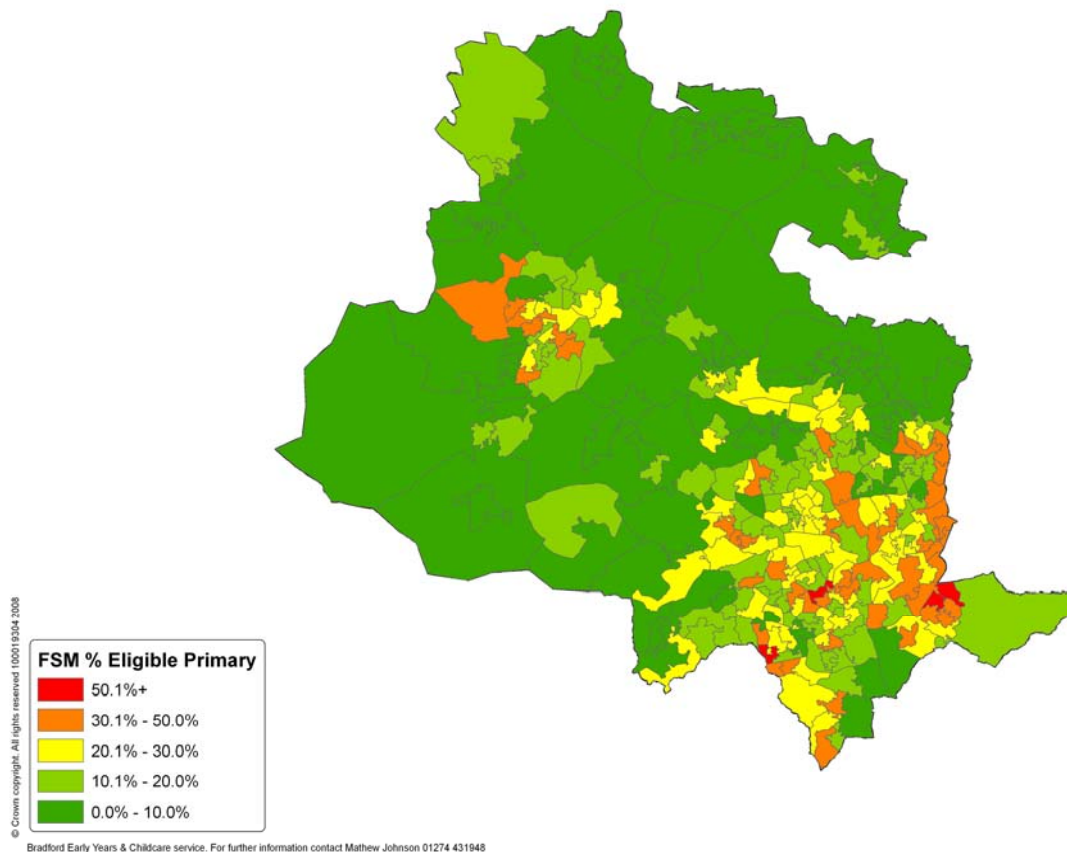 FSM % Eligible Primary
50.1%+
30.1% - 50.0%
20.1% - 30.0%
10.1% - 20.0%
0.0% - 10.0%
© Crown copyright. All rights reserved 100019304 2008
Bradford Early Years & Childcare service. For further information contact Mathew Johnson 01274 431948